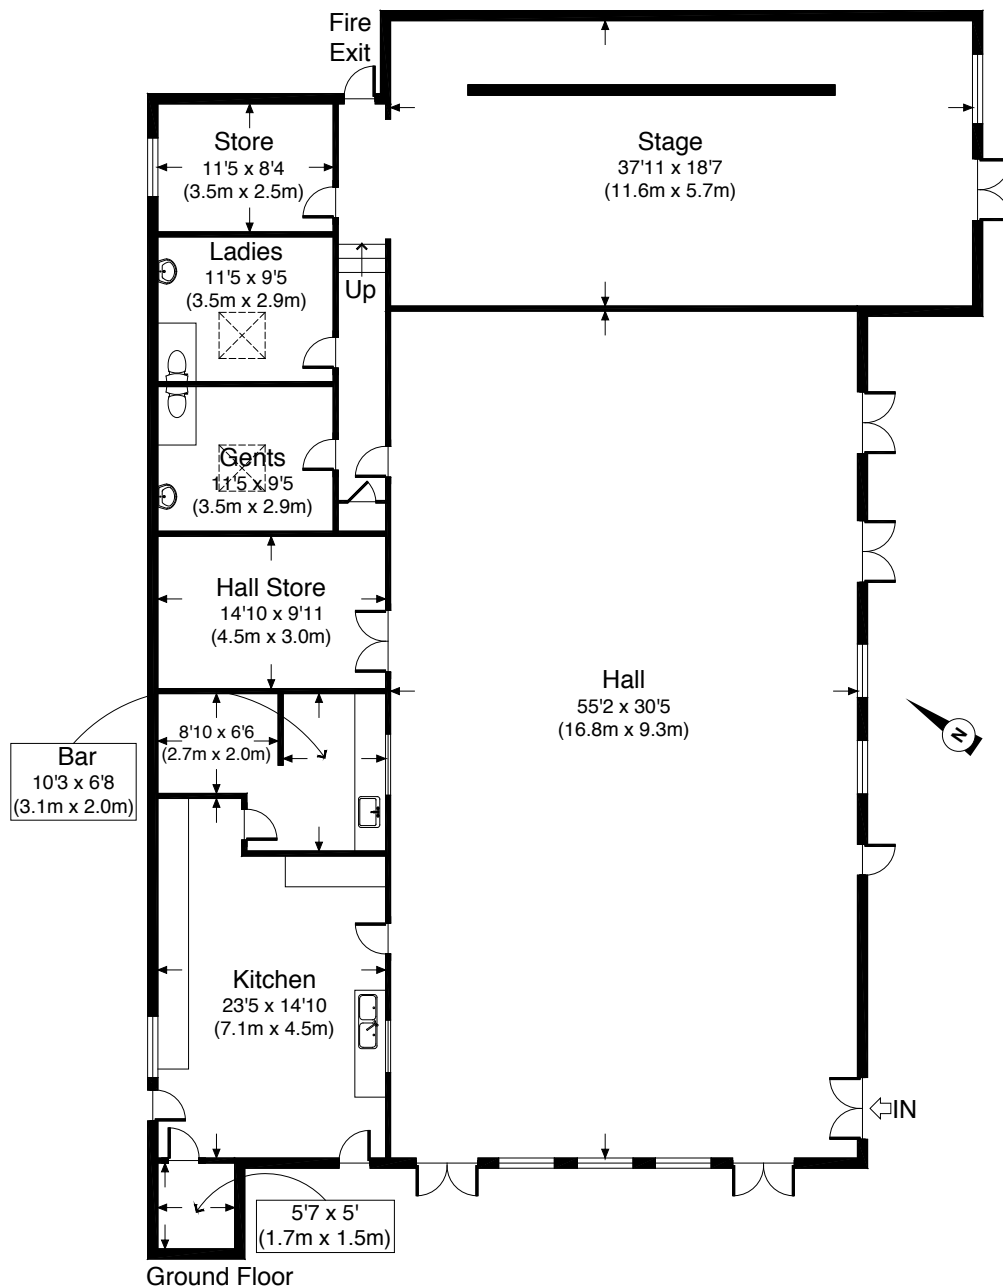 Fire
Exit
Store
11'5 x 8'4
(3.5m x 2.5m)
Stage
37'11 x 18'7
(11.6m x 5.7m)
Ladies
11'5 x 9'5
(3.5m x 2.9m)
Up
Gents
11'5 x 9'5
(3.5m x 2.9m)
Hall Store
14'10 x 9'11
(4.5m x 3.0m)
Hall
55'2 x 30'5
(16.8m x 9.3m)
N
8'10 x 6'6
(2.7m x 2.0m)
Bar
10'3 x 6'8
(3.1m x 2.0m)
Kitchen
23'5 x 14'10
(7.1m x 4.5m)
IN
5'7 x 5'
(1.7m x 1.5m)
Ground Floor